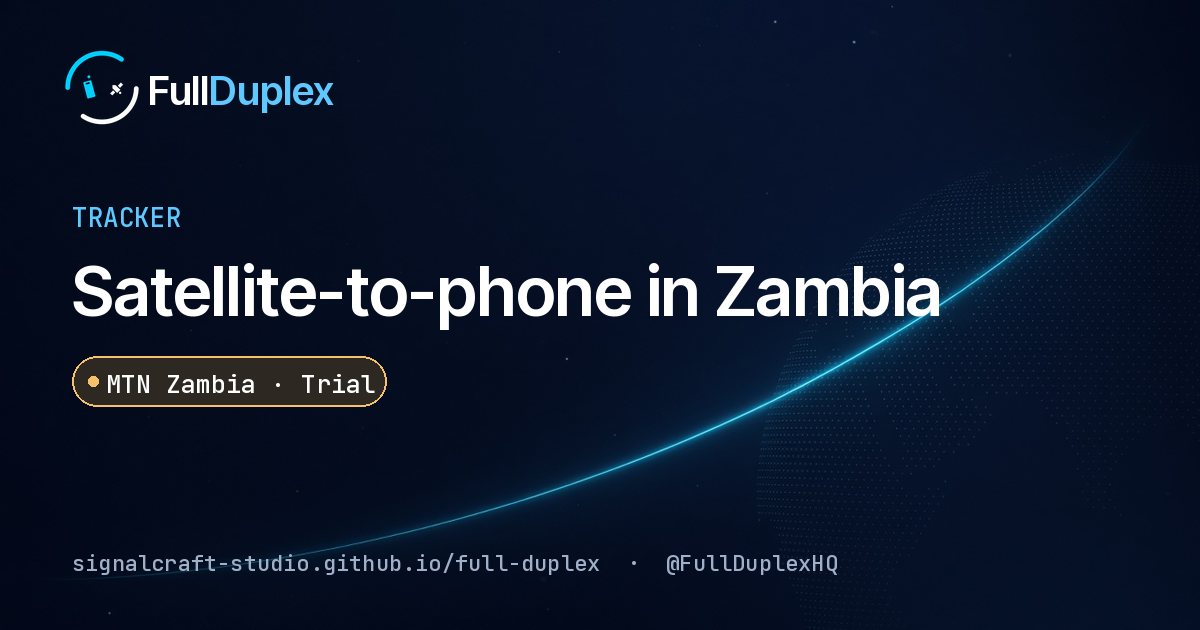 FullDuplex
TRACKER
Satellite-to-phone in Zambia
MTN Zambia · Trial
signalcraft-studio.github.io/full-duplex · @FullDuplexHQ